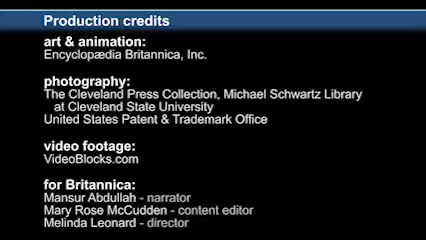 Production credits
art & animation:
Encyclopædia Britannica, Inc.
photography:
The Cleveland Press Collection, Michael Schwartz Library
at Cleveland State University
United States Patent & Trademark Office
video footage:
VideoBlocks.com
for Britannica:
Mansur Abdullah - narrator
Mary Rose McCudden - content editor
Melinda Leonard - director